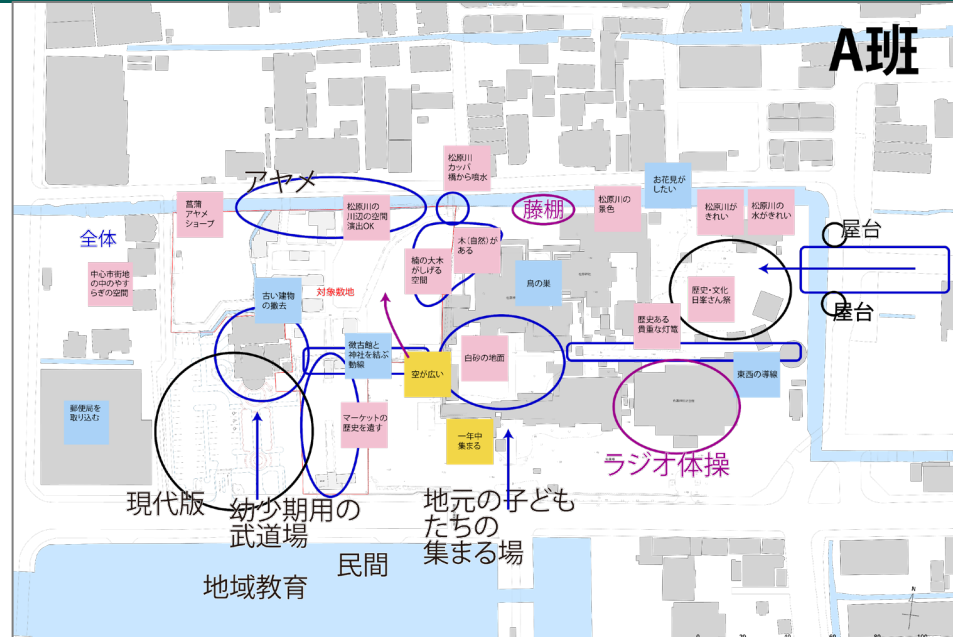 A班
アヤメ
松原川
カッパ
橋から噴水
お花見が
したい
菖蒲
アヤメ
ショーブ
松原川の
川辺の空間
演出OK
藤棚
松原川の
景色
松原川が
きれい
松原川の
水がきれい
屋台
全体
木（自然）が
ある
楠の大木
がしげる
空間
中心市街地
の中のやす
らぎの空間
鳥の巣
古い建物
の撤去
対象敷地
歴史・文化
日峯さん祭
屋台
歴史ある
貴重な灯篭
徴古館と
神社を結ぶ
動線
白砂の地面
空が広い
東西の導線
郵便局を
取り込む
マーケットの
歴史を遺す
一年中
集まる
ラジオ体操
現代版
幼少期用の
武道場
地元の子ども
たちの
集まる場
民間
地域教育
N